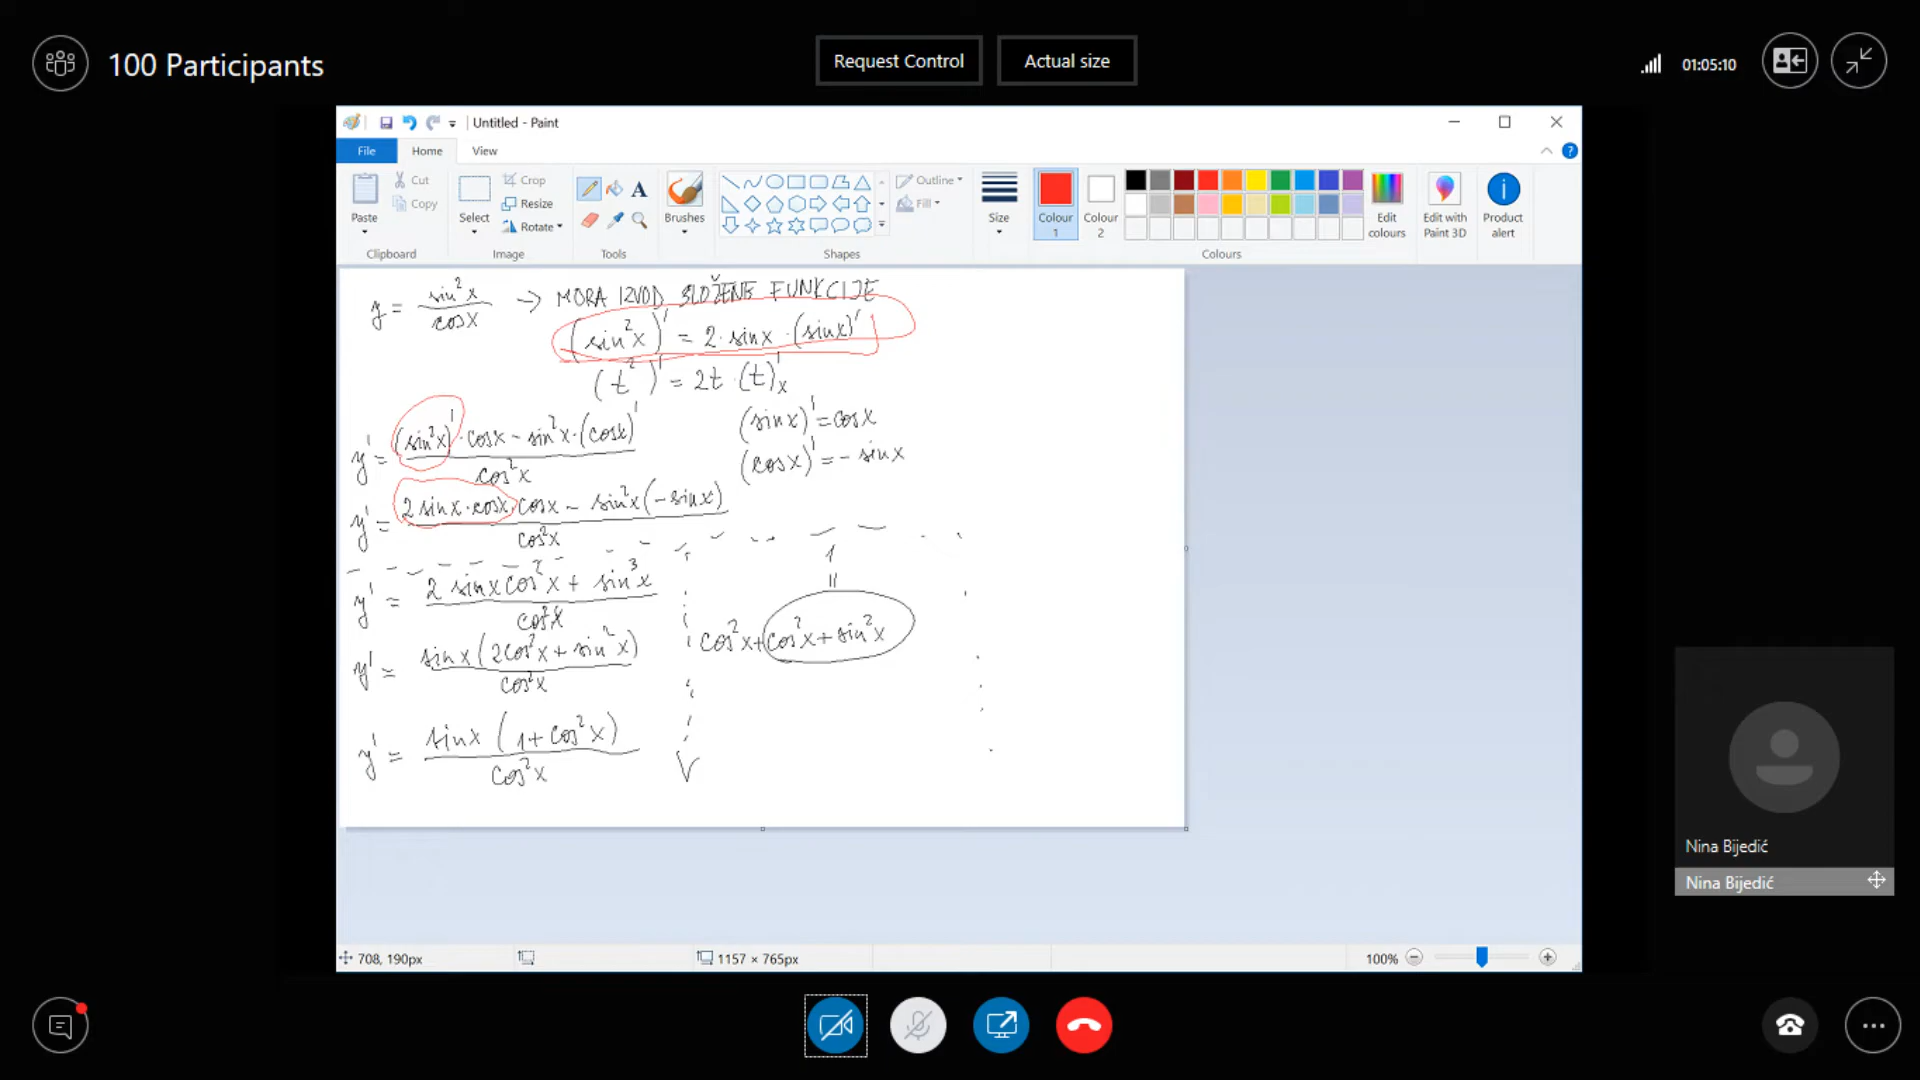 100 Participants
Request Control
Actual size
01:05:10
Untitled - Paint
File
Home
View
Paste
Cut
Copy
Clipboard
Select
Crop
Resize
Rotate
Image
A
Tools
Brushes
Outline
Fill
Shapes
Size
Colour 1
Colour 2
Edit colours
Edit with Paint 3D
Product alert
Colours
y = sin²x / cosx → MORA IZVOD SLOŽENE FUNKCIJE
(sin²x)' = 2·sinx·(sinx)'
(t²)' = 2t·(t)'x
y' = (sin²x)'·cosx - sin²x·(cosx)' / cos²x
(sinx)' = cosx
(cosx)' = - sinx
y' = 2sinx·cosx·cosx - sin²x(-sinx) / cos²x
y' = 2 sinx cos²x + sin³x / cos²x
1
=
cos²x + cos²x + sin²x
y' = sinx(2cos²x + sin²x) / cos²x
y' = sinx (1 + cos²x) / cos²x
Nina Bijedić
Nina Bijedić
708, 190px
1157 × 765px
100%